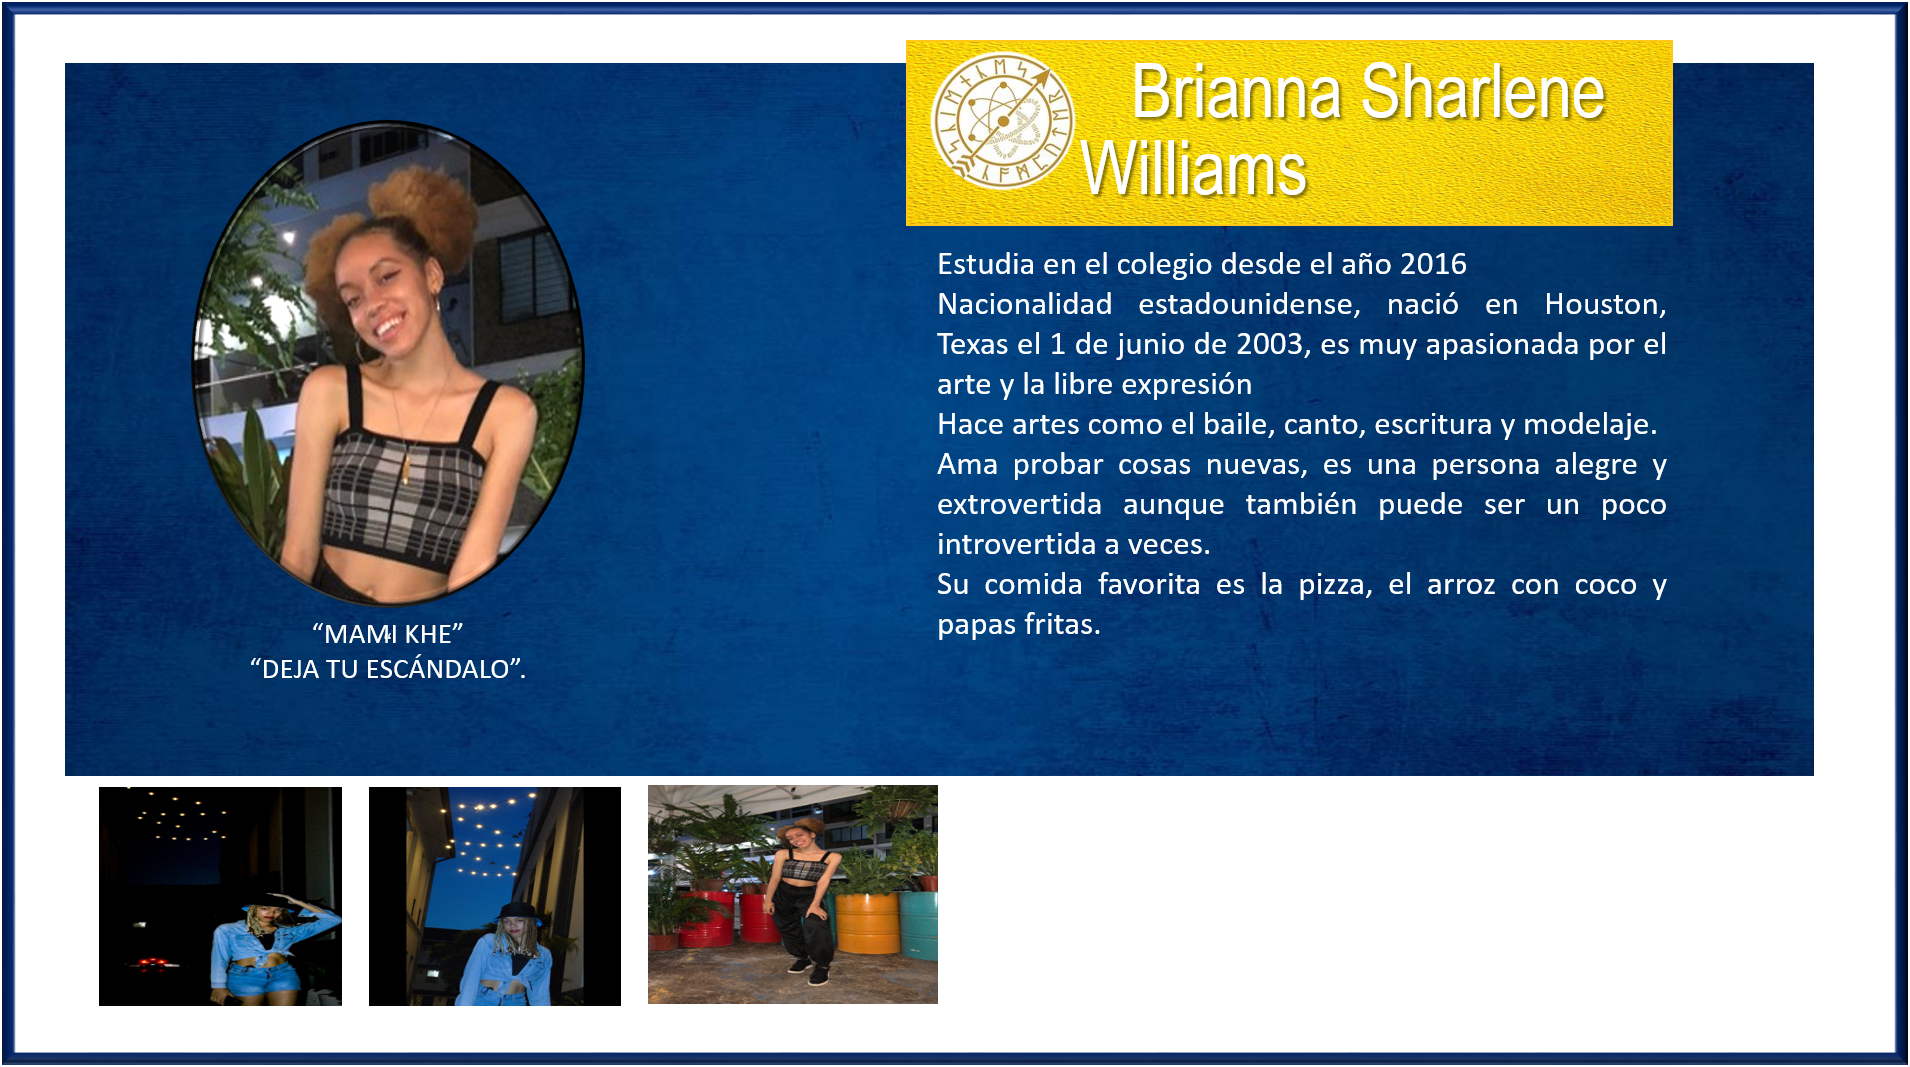 Brianna Sharlene
Williams
Estudia en el colegio desde el año 2016
Nacionalidad estadounidense, nació en Houston,
Texas el 1 de junio de 2003, es muy apasionada por el
arte y la libre expresión
Hace artes como el baile, canto, escritura y modelaje.
Ama probar cosas nuevas, es una persona alegre y
extrovertida aunque también puede ser un poco
introvertida a veces.
Su comida favorita es la pizza, el arroz con coco y
papas fritas.
“MAMI KHE”
“DEJA TU ESCÁNDALO”.